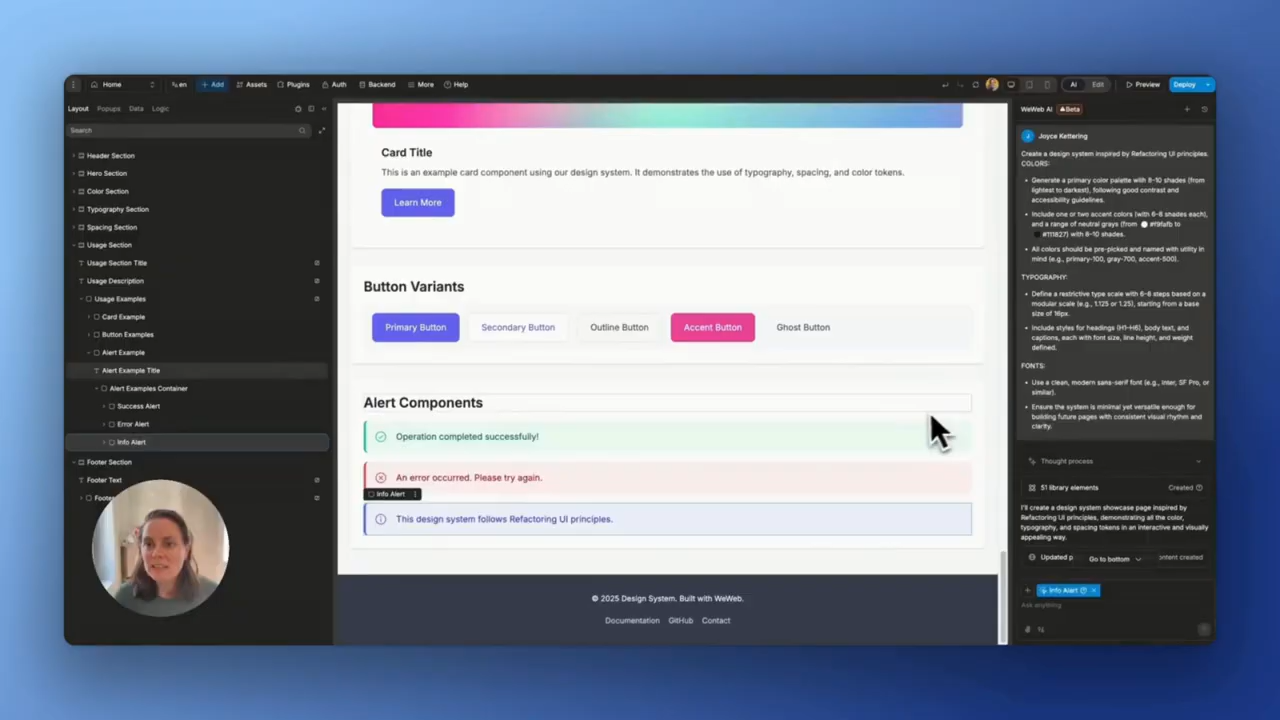 Home
en
+ Add
Assets
Plugins
Auth
Backend
More
Help
AI
Edit
Preview
Deploy
Layout
Popups
Data
Logic
Search
Header Section
Hero Section
Color Section
Typography Section
Spacing Section
Usage Section
Usage Section Title
Usage Description
Usage Examples
Card Example
Button Examples
Alert Example
Alert Example Title
Alert Examples Container
Success Alert
Error Alert
Info Alert
Footer Section
Footer Text
Foote
Card Title
This is an example card component using our design system. It demonstrates the use of typography, spacing, and color tokens.
Learn More
Button Variants
Primary Button
Secondary Button
Outline Button
Accent Button
Ghost Button
Alert Components
Operation completed successfully!
An error occurred. Please try again.
Info Alert
This design system follows Refactoring UI principles.
© 2025 Design System. Built with WeWeb.
Documentation
GitHub
Contact
WeWeb AI
Beta
J
Joyce Kettering
Create a design system inspired by Refactoring UI principles.
COLORS:
• Generate a primary color palette with 8-10 shades (from
lightest to darkest), following good contrast and
accessibility guidelines.
• Include one or two accent colors (with 6-8 shades each),
and a range of neutral grays (from #f9fafb to
#111827) with 8-10 shades.
• All colors should be pre-picked and named with utility in
mind (e.g., primary-100, gray-700, accent-500).
TYPOGRAPHY:
• Define a restrictive type scale with 6-8 steps based on a
modular scale (e.g., 1.125 or 1.25), starting from a base
size of 16px.
• Include styles for headings (H1-H6), body text, and
captions, each with font size, line height, and weight
defined.
FONTS:
• Use a clean, modern sans-serif font (e.g., Inter, SF Pro, or
similar).
• Ensure the system is minimal yet versatile enough for
building future pages with consistent visual rhythm and
clarity.
Thought process
51 library elements
Created
I'll create a design system showcase page inspired by
Refactoring UI principles, demonstrating all the color,
typography, and spacing tokens in an interactive and visually
appealing way.
Updated p
Go to bottom
ontent created
Info Alert
Ask anything